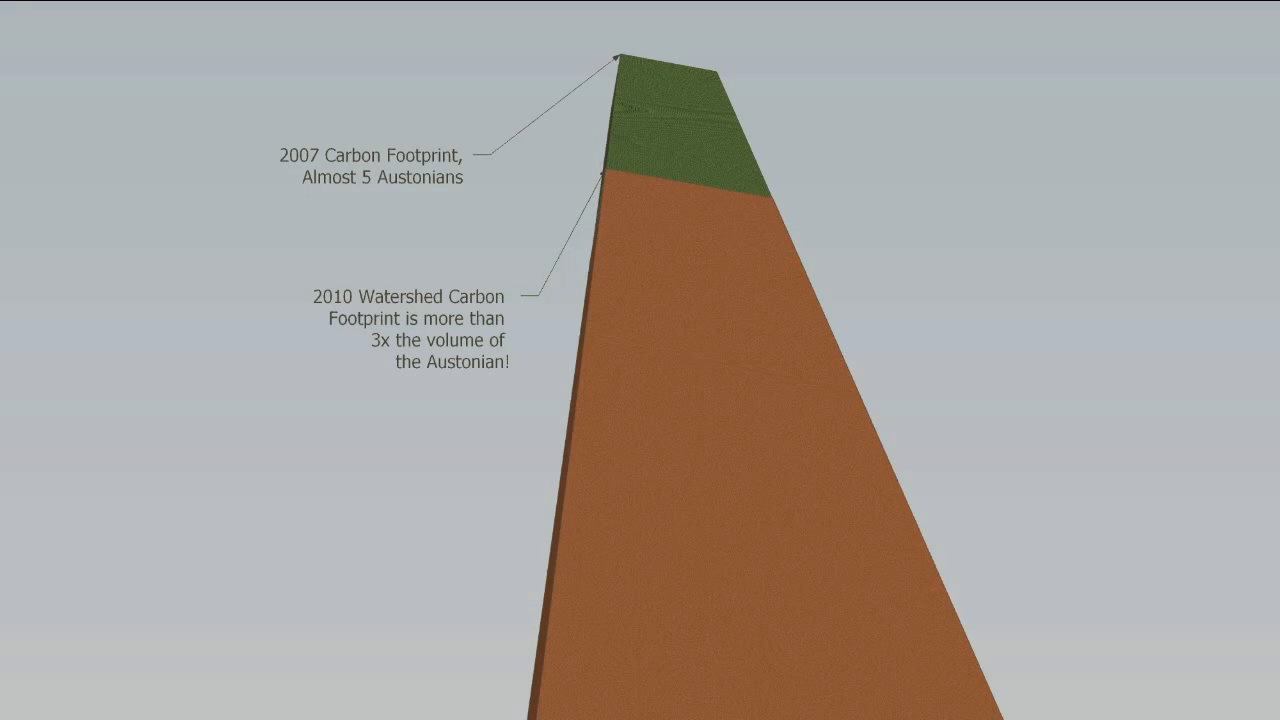 2007 Carbon Footprint,
Almost 5 Austonians
2010 Watershed Carbon
Footprint is more than
3x the volume of
the Austonian!